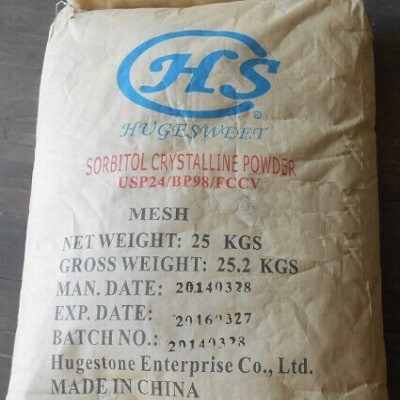 HS
®
HUGESWEET
SORBITOL CRYSTALLINE POWDER
USP24/BP98/FCCV
MESH
NET WEIGHT: 25 KGS
GROSS WEIGHT: 25.2 KGS
MAN. DATE: 20140328
EXP. DATE: 20160327
BATCH NO.: 20140328
Hugestone Enterprise Co., Ltd.
MADE IN CHINA